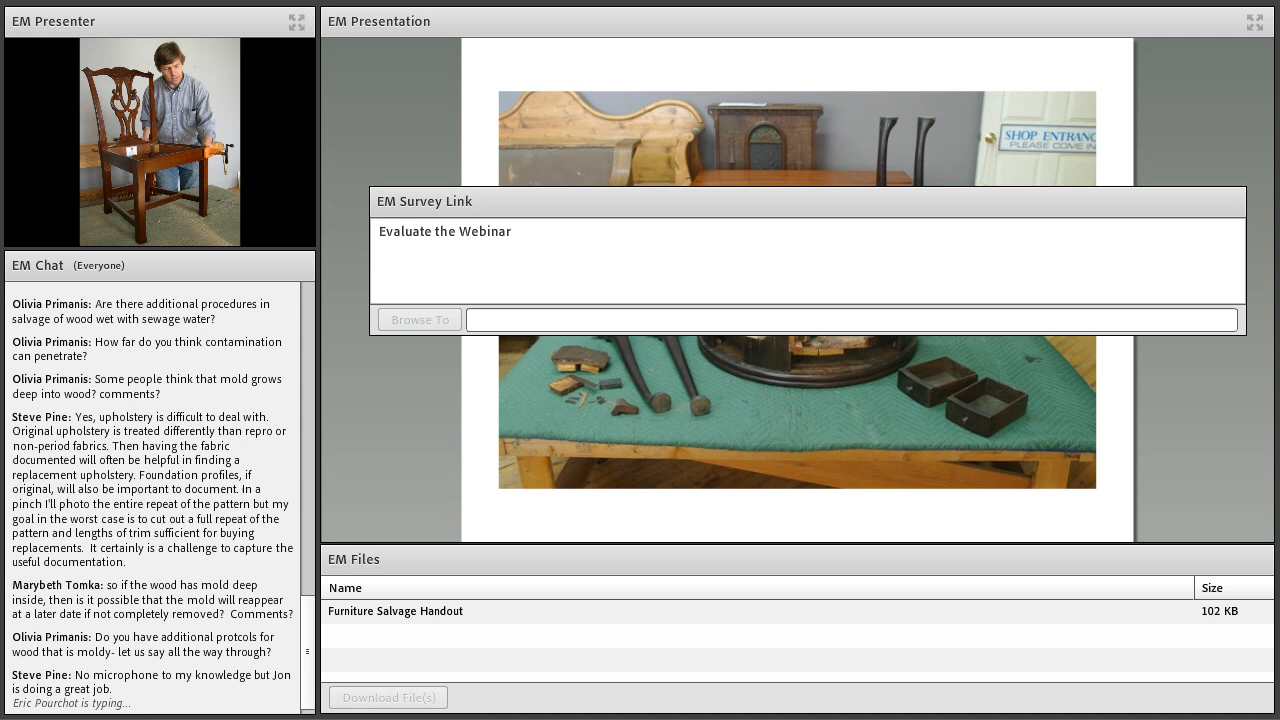 EM Presenter
EM Chat (Everyone)
Olivia Primanis: Are there additional procedures in
salvage of wood wet with sewage water?
Olivia Primanis: How far do you think contamination
can penetrate?
Olivia Primanis: Some people think that mold grows
deep into wood? comments?
Steve Pine: Yes, upholstery is difficult to deal with.
Original upholstery is treated differently than repro or
non-period fabrics. Then having the fabric
documented will often be helpful in finding a
replacement upholstery. Foundation profiles, if
original, will also be important to document. In a
pinch I'll photo the entire repeat of the pattern but my
goal in the worst case is to cut out a full repeat of the
pattern and lengths of trim sufficient for buying
replacements.  It certainly is a challenge to capture the
useful documentation.
Marybeth Tomka: so if the wood has mold deep
inside, then is it possible that the mold will reappear
at a later date if not completely removed?  Comments?
Olivia Primanis: Do you have additional protcols for
wood that is moldy- let us say all the way through?
Steve Pine: No microphone to my knowledge but Jon
is doing a great job.
Eric Pourchot is typing...
EM Presentation
SHOP ENTRANC
PLEASE COME IN
EM Survey Link
Evaluate the Webinar
Browse To
EM Files
Name Size
Furniture Salvage Handout 102 KB
Download File(s)